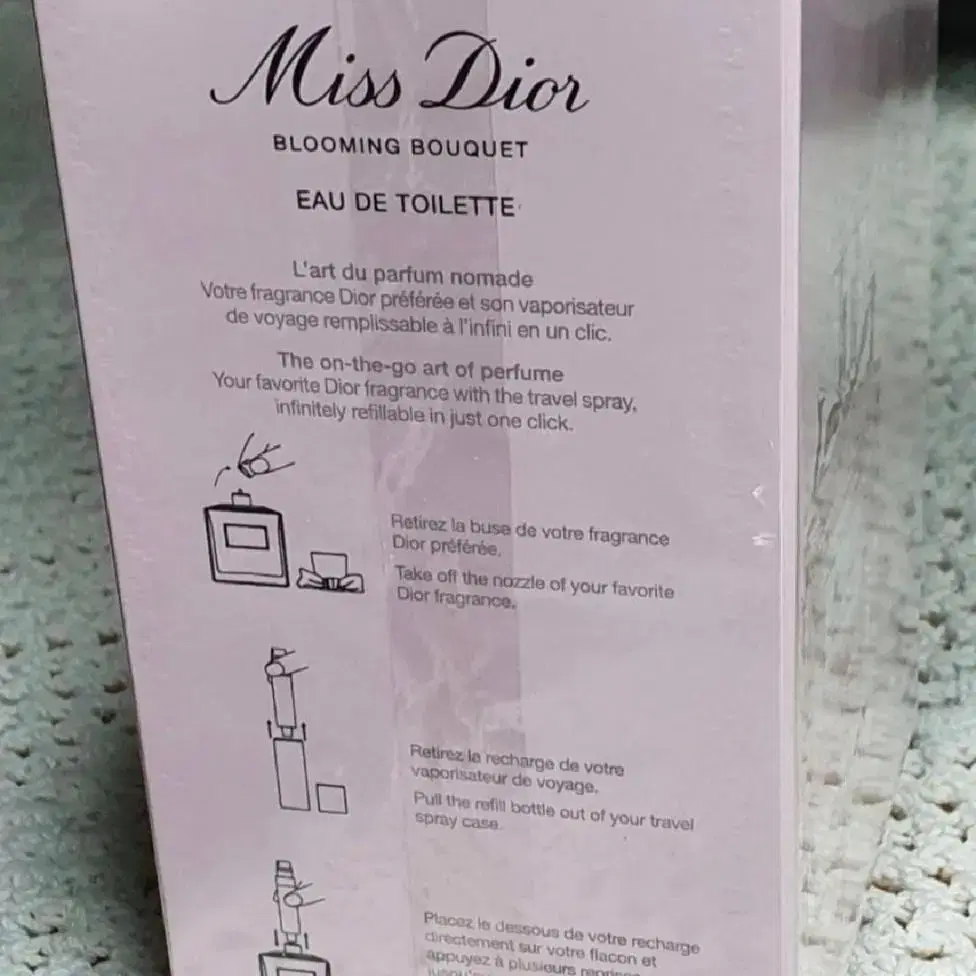 Miss Dior
BLOOMING BOUQUET
EAU DE TOILETTE
L'art du parfum nomade
Votre fragrance Dior préférée et son vaporisateur
de voyage remplissable à l'infini en un clic.
The on-the-go art of perfume
Your favorite Dior fragrance with the travel spray,
infinitely refillable in just one click.
Retirez la buse de votre fragrance
Dior préférée.
Take off the nozzle of your favorite
Dior fragrance.
Retirez la recharge de votre
vaporisateur de voyage.
Pull the refill bottle out of your travel
spray case.
Placez le dessous de votre recharge
directement sur votre flacon et
appuyez à plusieurs